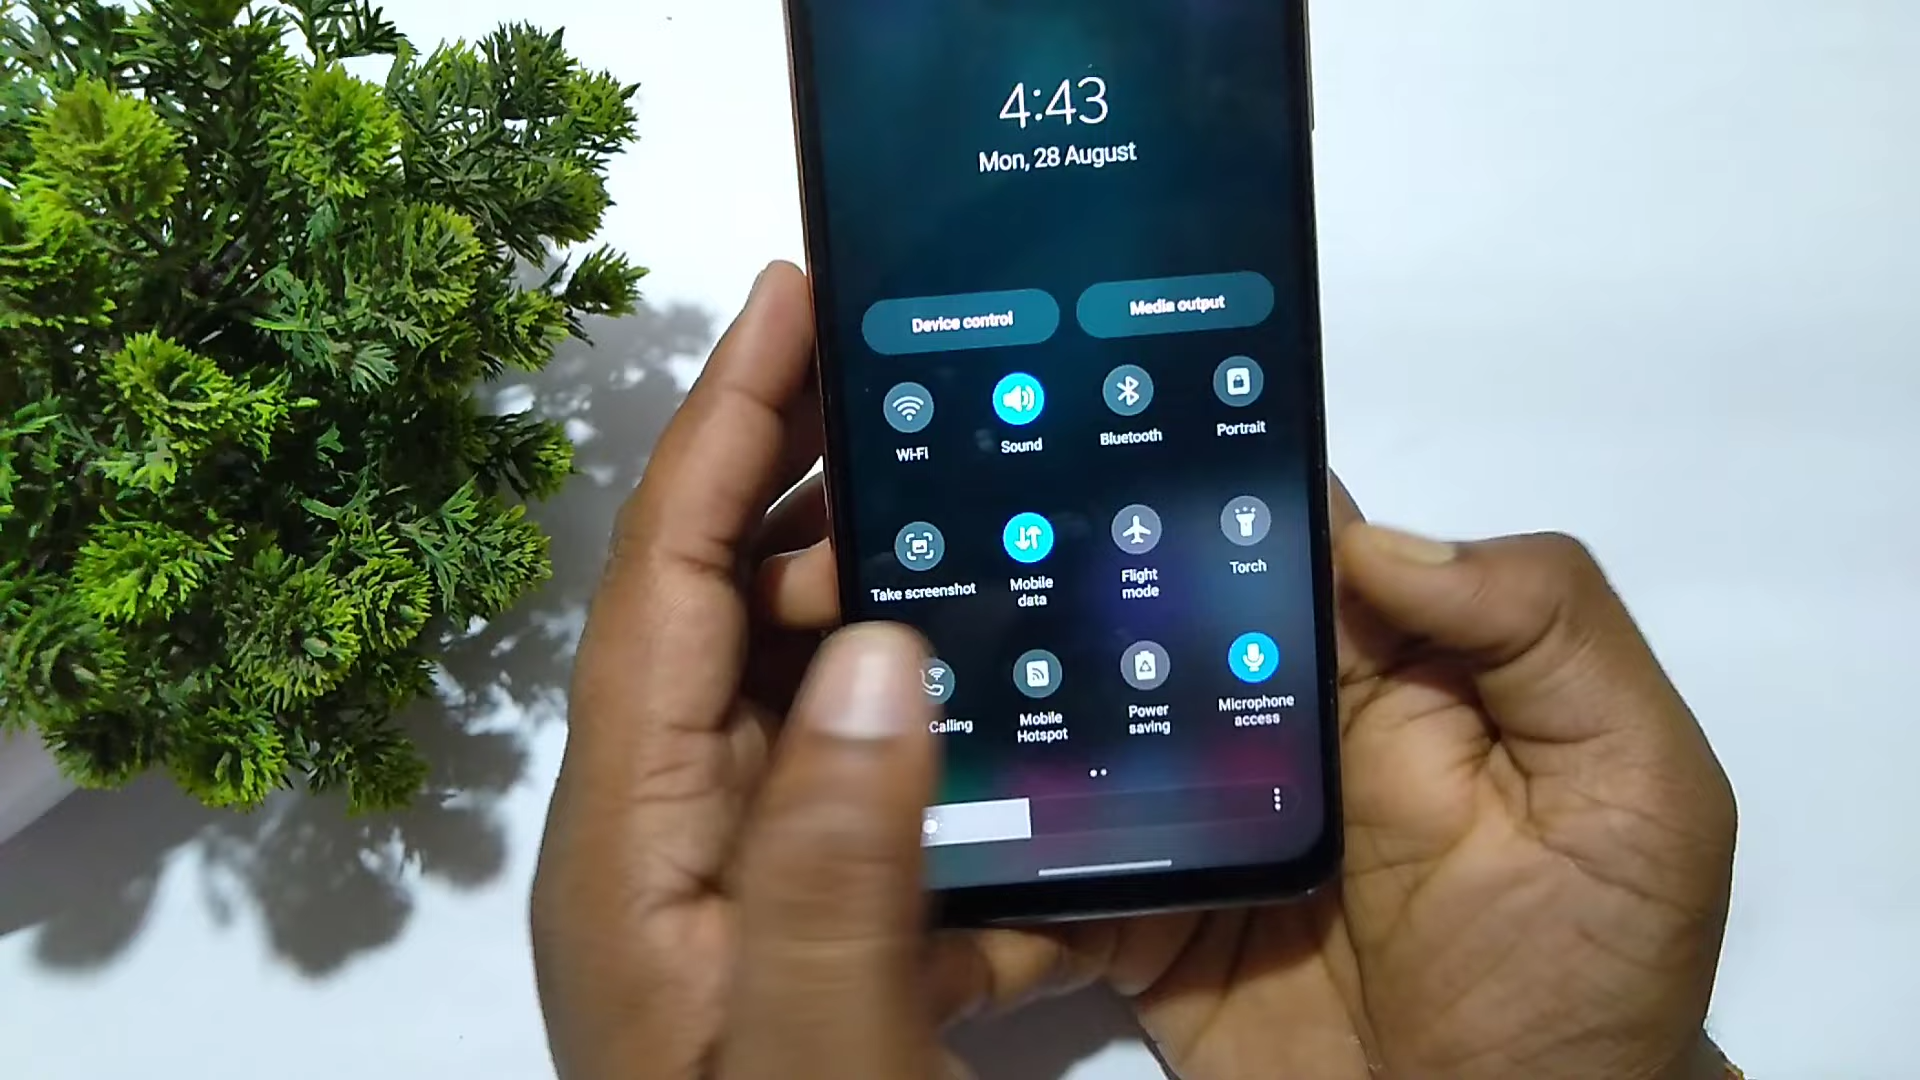 4:43
Mon, 28 August
Device control
Media output
Wi-Fi
Sound
Bluetooth
Portrait
Take screenshot
Mobile
data
Flight
mode
Torch
Calling
Mobile
Hotspot
Power
saving
Microphone
access